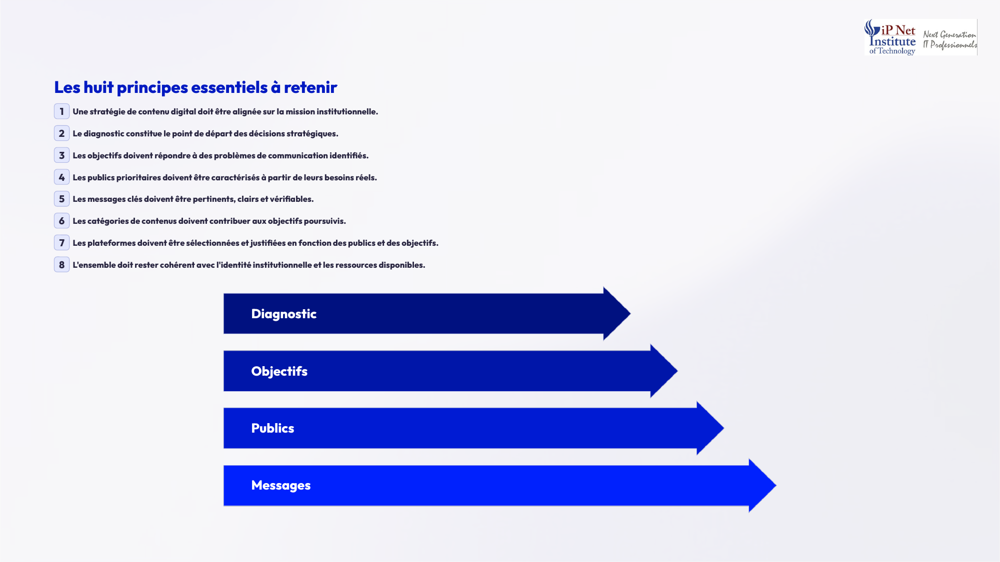 iP Net
Institute
of Technology
Next Generation
IT Professionnels
Les huit principes essentiels à retenir
1 Une stratégie de contenu digital doit être alignée sur la mission institutionnelle.
2 Le diagnostic constitue le point de départ des décisions stratégiques.
3 Les objectifs doivent répondre à des problèmes de communication identifiés.
4 Les publics prioritaires doivent être caractérisés à partir de leurs besoins réels.
5 Les messages clés doivent être pertinents, clairs et vérifiables.
6 Les catégories de contenus doivent contribuer aux objectifs poursuivis.
7 Les plateformes doivent être sélectionnées et justifiées en fonction des publics et des objectifs.
8 L'ensemble doit rester cohérent avec l'identité institutionnelle et les ressources disponibles.
Diagnostic
Objectifs
Publics
Messages